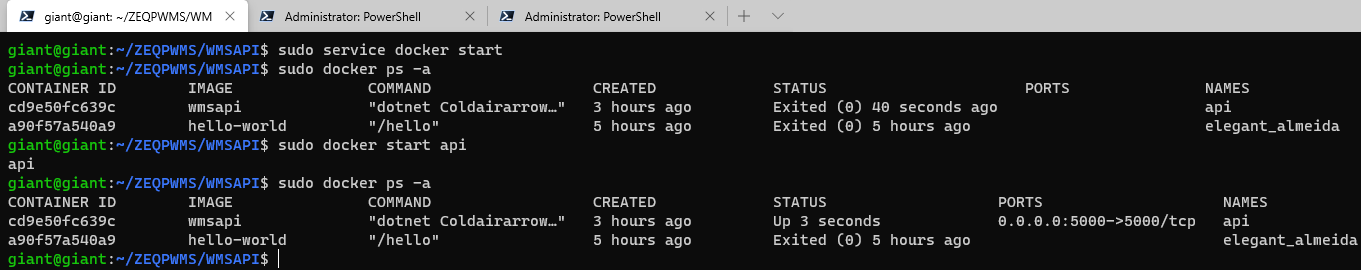 giant@giant: ~/ZEQPWMS/WM
Administrator: PowerShell
Administrator: PowerShell
giant@giant:~/ZEQPWMS/WMSAPI$ sudo service docker start
giant@giant:~/ZEQPWMS/WMSAPI$ sudo docker ps -a
CONTAINER ID IMAGE COMMAND CREATED STATUS PORTS NAMES
cd9e50fc639c wmsapi "dotnet Coldairarrow…" 3 hours ago Exited (0) 40 seconds ago api
a90f57a540a9 hello-world "/hello" 5 hours ago Exited (0) 5 hours ago elegant_almeida
giant@giant:~/ZEQPWMS/WMSAPI$ sudo docker start api
api
giant@giant:~/ZEQPWMS/WMSAPI$ sudo docker ps -a
CONTAINER ID IMAGE COMMAND CREATED STATUS PORTS NAMES
cd9e50fc639c wmsapi "dotnet Coldairarrow…" 3 hours ago Up 3 seconds 0.0.0.0:5000->5000/tcp api
a90f57a540a9 hello-world "/hello" 5 hours ago Exited (0) 5 hours ago elegant_almeida
giant@giant:~/ZEQPWMS/WMSAPI$